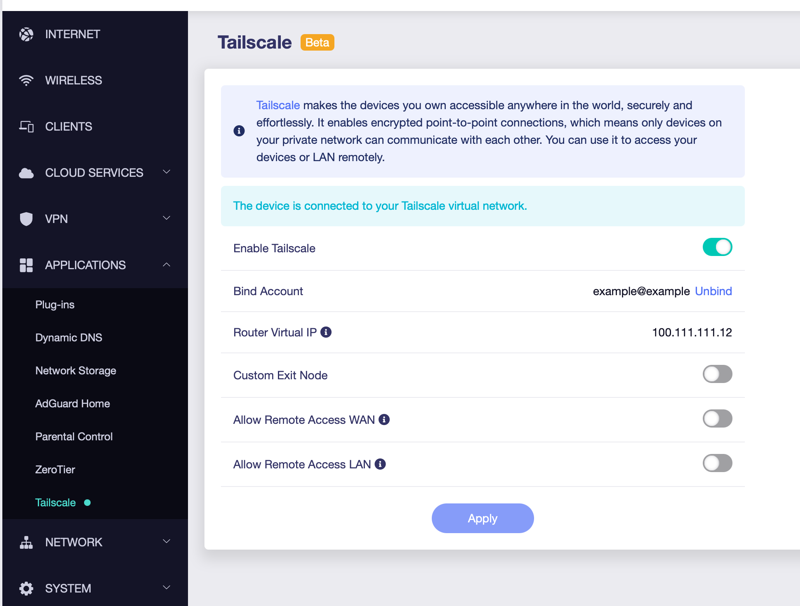 INTERNET
WIRELESS
CLIENTS
CLOUD SERVICES
VPN
APPLICATIONS
Plug-ins
Dynamic DNS
Network Storage
AdGuard Home
Parental Control
ZeroTier
Tailscale
NETWORK
SYSTEM
Tailscale Beta
Tailscale makes the devices you own accessible anywhere in the world, securely and
effortlessly. It enables encrypted point-to-point connections, which means only devices on
your private network can communicate with each other. You can use it to access your
devices or LAN remotely.
The device is connected to your Tailscale virtual network.
Enable Tailscale
Bind Account example@example Unbind
Router Virtual IP 100.111.111.12
Custom Exit Node
Allow Remote Access WAN
Allow Remote Access LAN
Apply